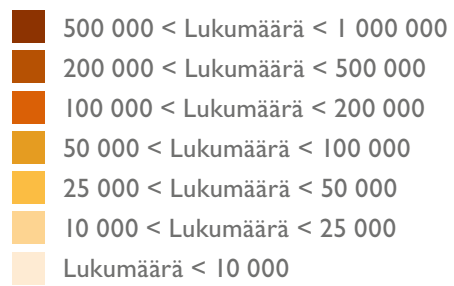 500 000 < Lukumäärä < 1 000 000
200 000 < Lukumäärä < 500 000
100 000 < Lukumäärä < 200 000
50 000 < Lukumäärä < 100 000
25 000 < Lukumäärä < 50 000
10 000 < Lukumäärä < 25 000
Lukumäärä < 10 000